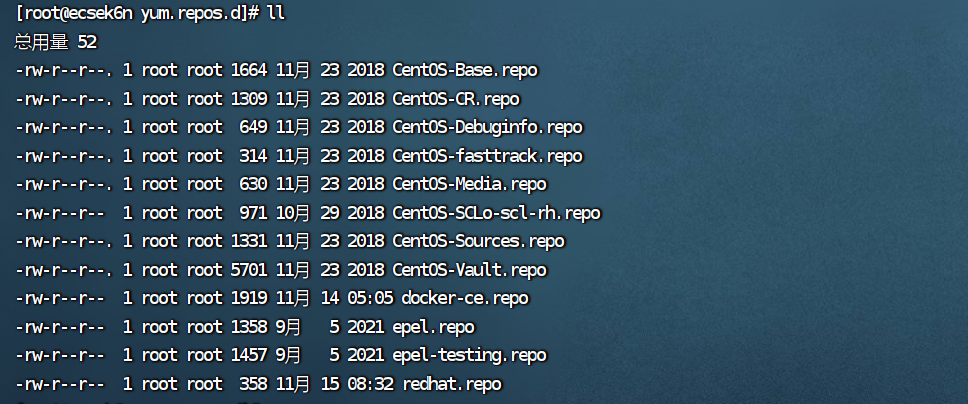 [root@ecsek6n yum.repos.d]# ll
总用量 52
-rw-r--r--. 1 root root 1664 11月 23 2018 CentOS-Base.repo
-rw-r--r--. 1 root root 1309 11月 23 2018 CentOS-CR.repo
-rw-r--r--. 1 root root  649 11月 23 2018 CentOS-Debuginfo.repo
-rw-r--r--. 1 root root  314 11月 23 2018 CentOS-fasttrack.repo
-rw-r--r--. 1 root root  630 11月 23 2018 CentOS-Media.repo
-rw-r--r--  1 root root  971 10月 29 2018 CentOS-SCLo-scl-rh.repo
-rw-r--r--. 1 root root 1331 11月 23 2018 CentOS-Sources.repo
-rw-r--r--. 1 root root 5701 11月 23 2018 CentOS-Vault.repo
-rw-r--r--  1 root root 1919 11月 14 05:05 docker-ce.repo
-rw-r--r--  1 root root 1358 9月   5 2021 epel.repo
-rw-r--r--  1 root root 1457 9月   5 2021 epel-testing.repo
-rw-r--r--  1 root root  358 11月 15 08:32 redhat.repo